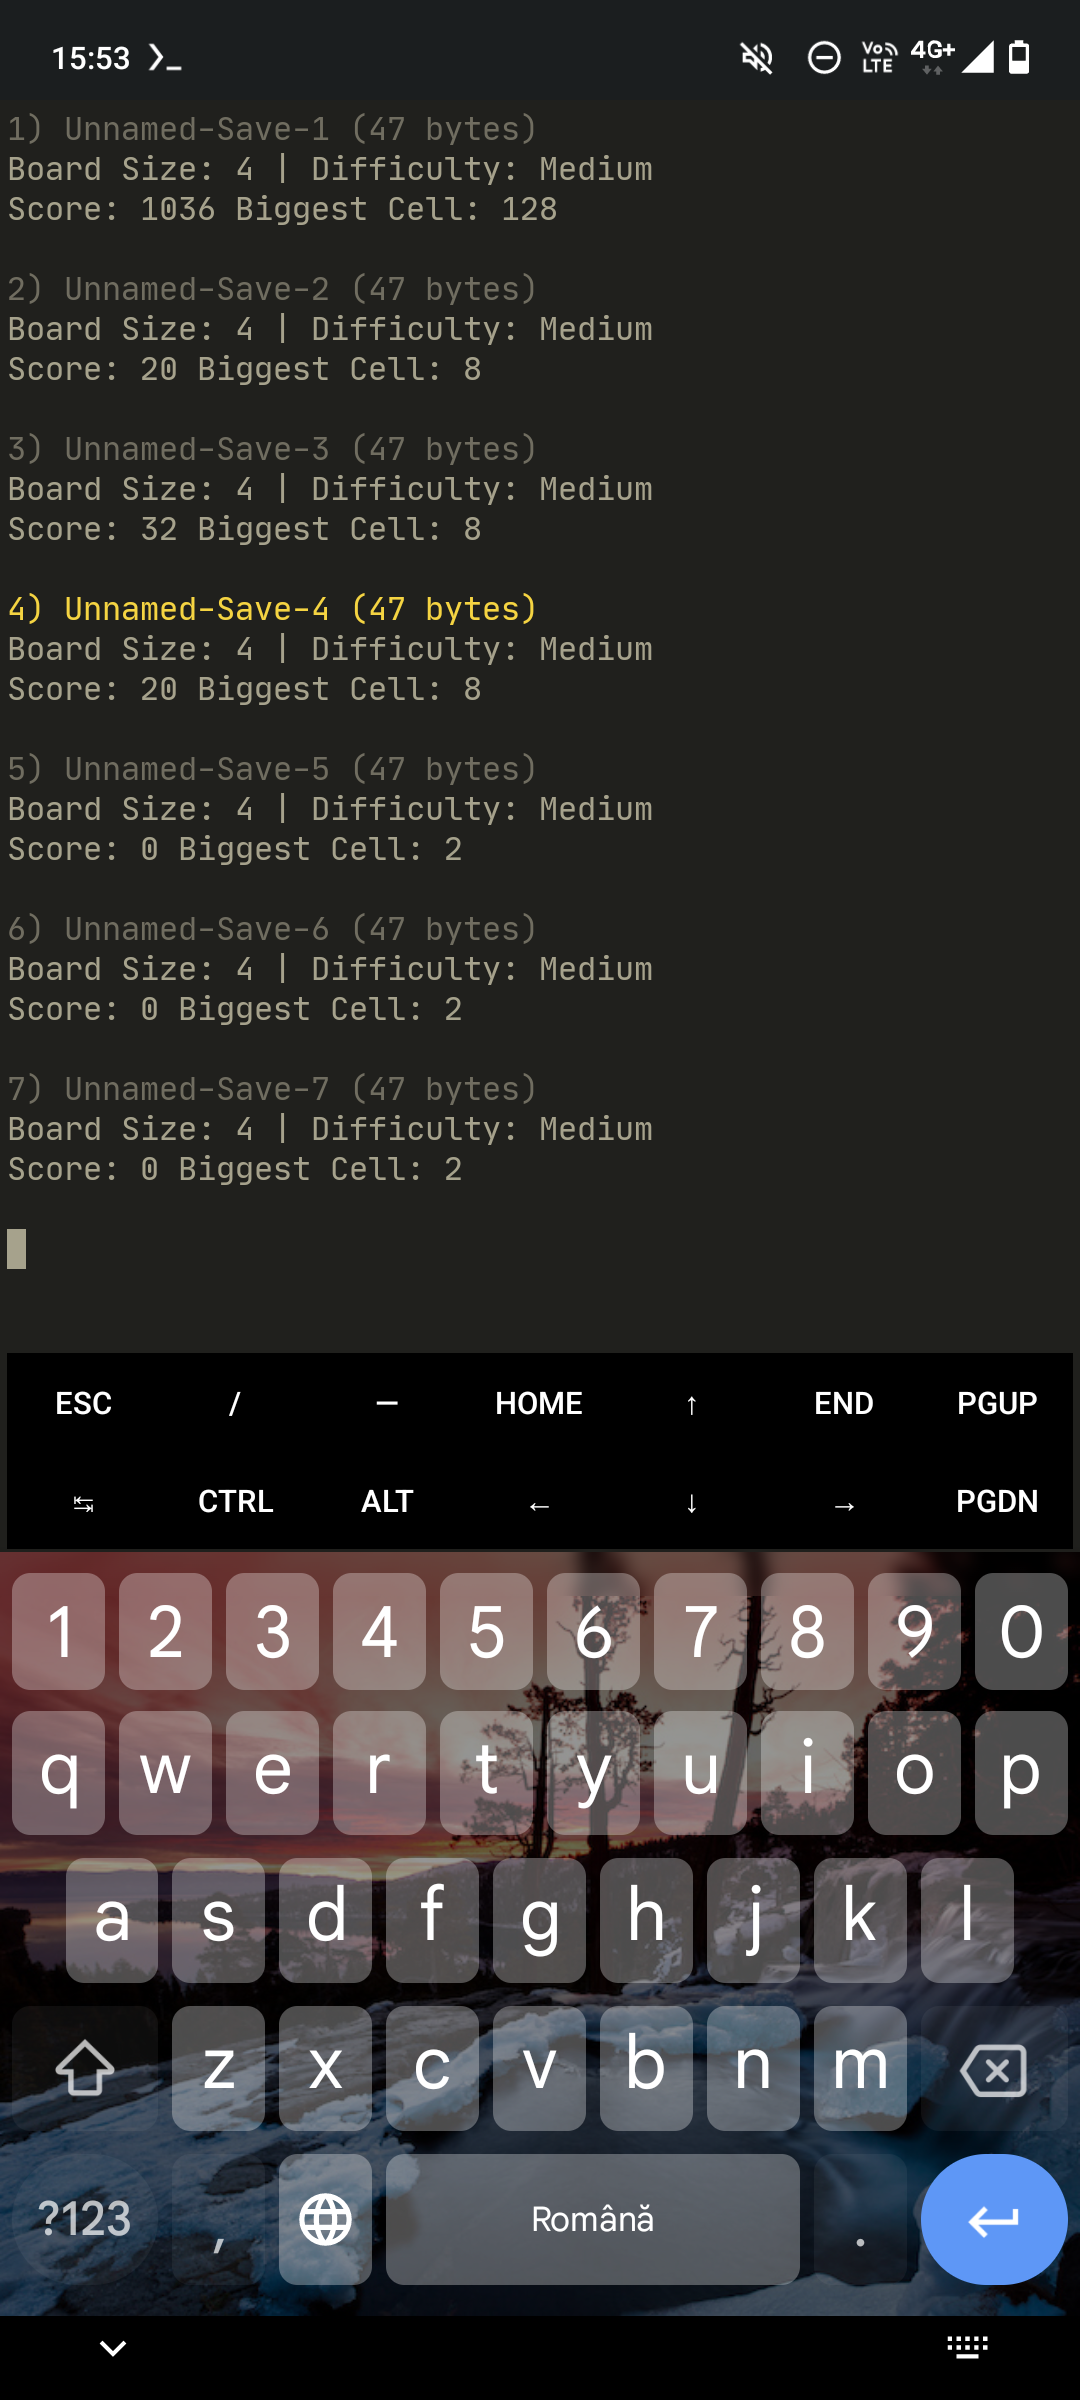 15:53
Vo LTE 4G+
1) Unnamed-Save-1 (47 bytes)
Board Size: 4 | Difficulty: Medium
Score: 1036 Biggest Cell: 128
2) Unnamed-Save-2 (47 bytes)
Board Size: 4 | Difficulty: Medium
Score: 20 Biggest Cell: 8
3) Unnamed-Save-3 (47 bytes)
Board Size: 4 | Difficulty: Medium
Score: 32 Biggest Cell: 8
4) Unnamed-Save-4 (47 bytes)
Board Size: 4 | Difficulty: Medium
Score: 20 Biggest Cell: 8
5) Unnamed-Save-5 (47 bytes)
Board Size: 4 | Difficulty: Medium
Score: 0 Biggest Cell: 2
6) Unnamed-Save-6 (47 bytes)
Board Size: 4 | Difficulty: Medium
Score: 0 Biggest Cell: 2
7) Unnamed-Save-7 (47 bytes)
Board Size: 4 | Difficulty: Medium
Score: 0 Biggest Cell: 2
ESC / — HOME ↑ END PGUP
↹ CTRL ALT ← ↓ → PGDN
1 2 3 4 5 6 7 8 9 0
q w e r t y u i o p
a s d f g h j k l
z x c v b n m
?123 , Română .